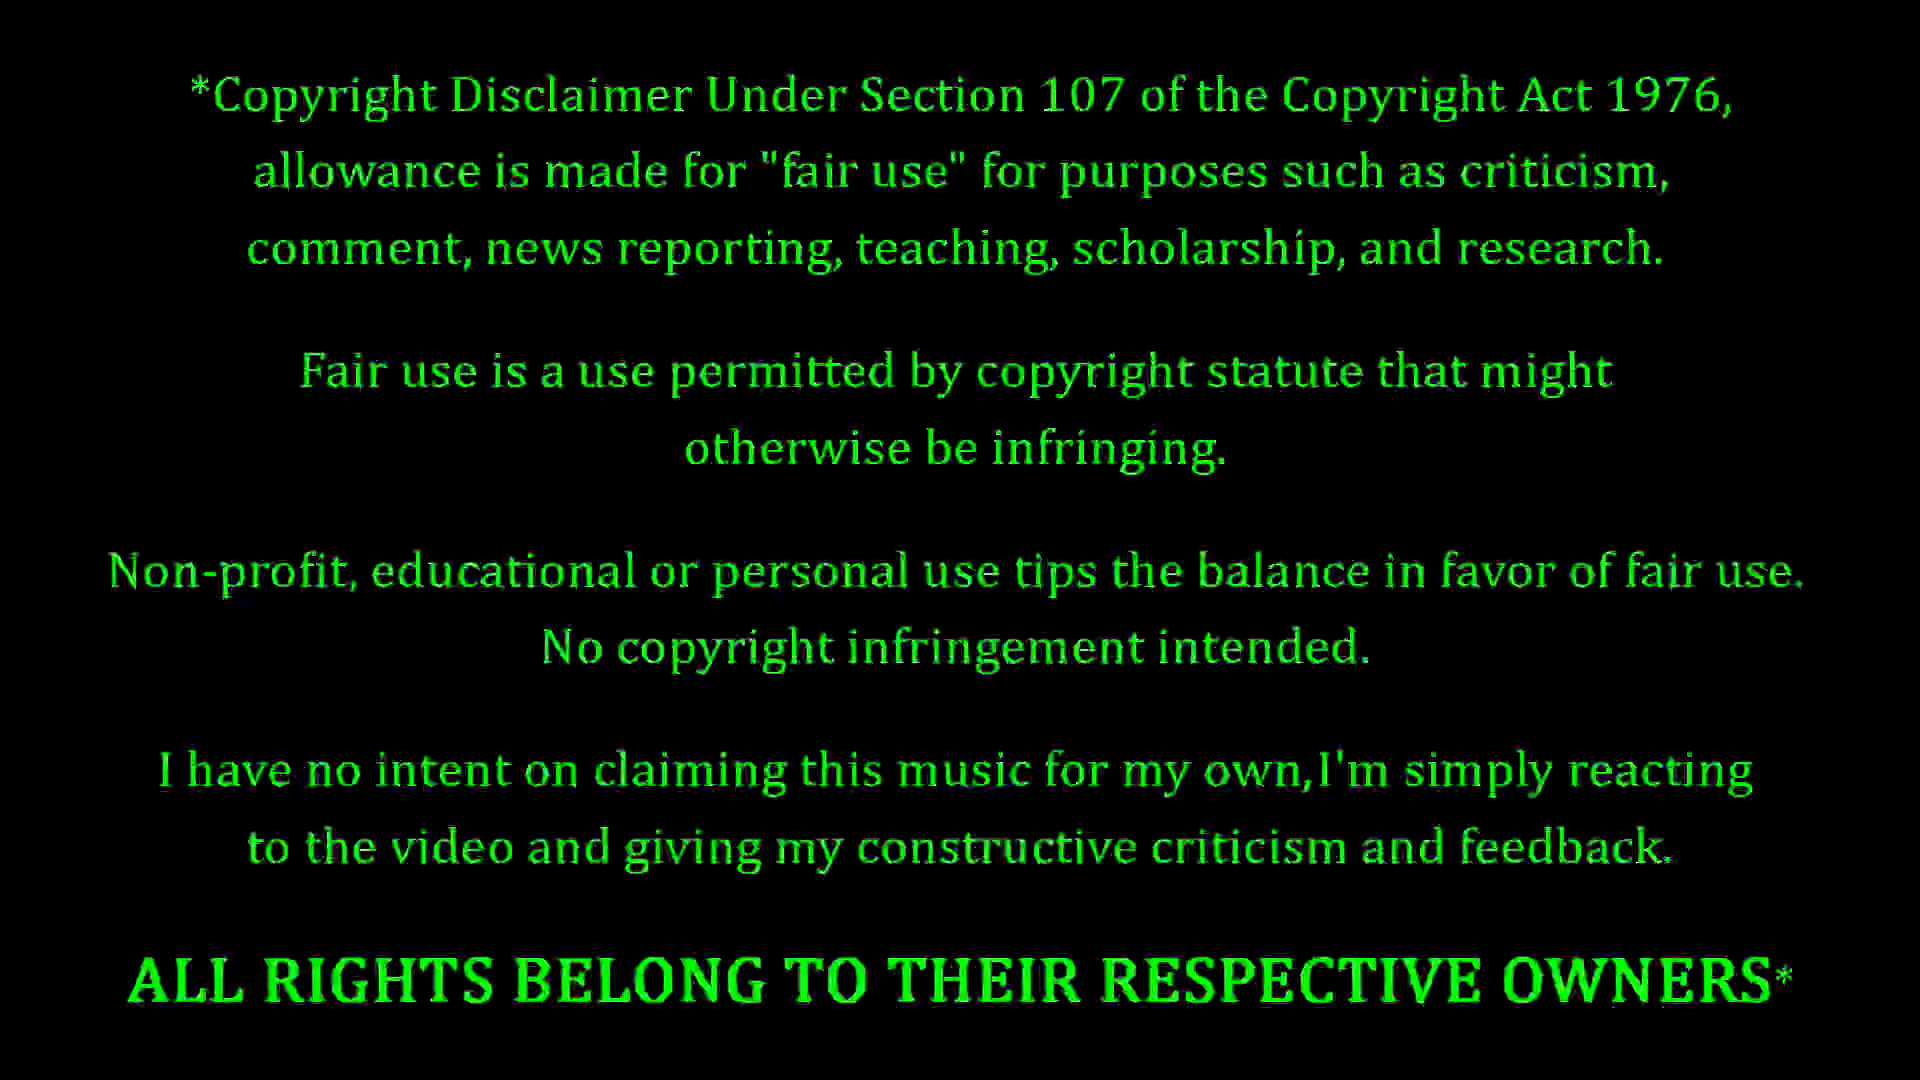 *Copyright Disclaimer Under Section 107 of the Copyright Act 1976,
allowance is made for "fair use" for purposes such as criticism,
comment, news reporting, teaching, scholarship, and research.
Fair use is a use permitted by copyright statute that might
otherwise be infringing.
Non-profit, educational or personal use tips the balance in favor of fair use.
No copyright infringement intended.
I have no intent on claiming this music for my own,I'm simply reacting
to the video and giving my constructive criticism and feedback.
ALL RIGHTS BELONG TO THEIR RESPECTIVE OWNERS*